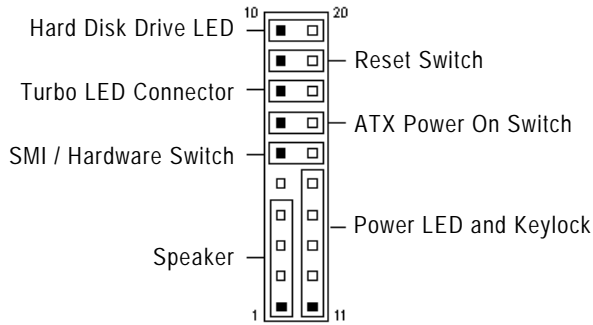 10 20
Hard Disk Drive LED
Reset Switch
Turbo LED Connector
ATX Power On Switch
SMI / Hardware Switch
Power LED and Keylock
Speaker
1 11